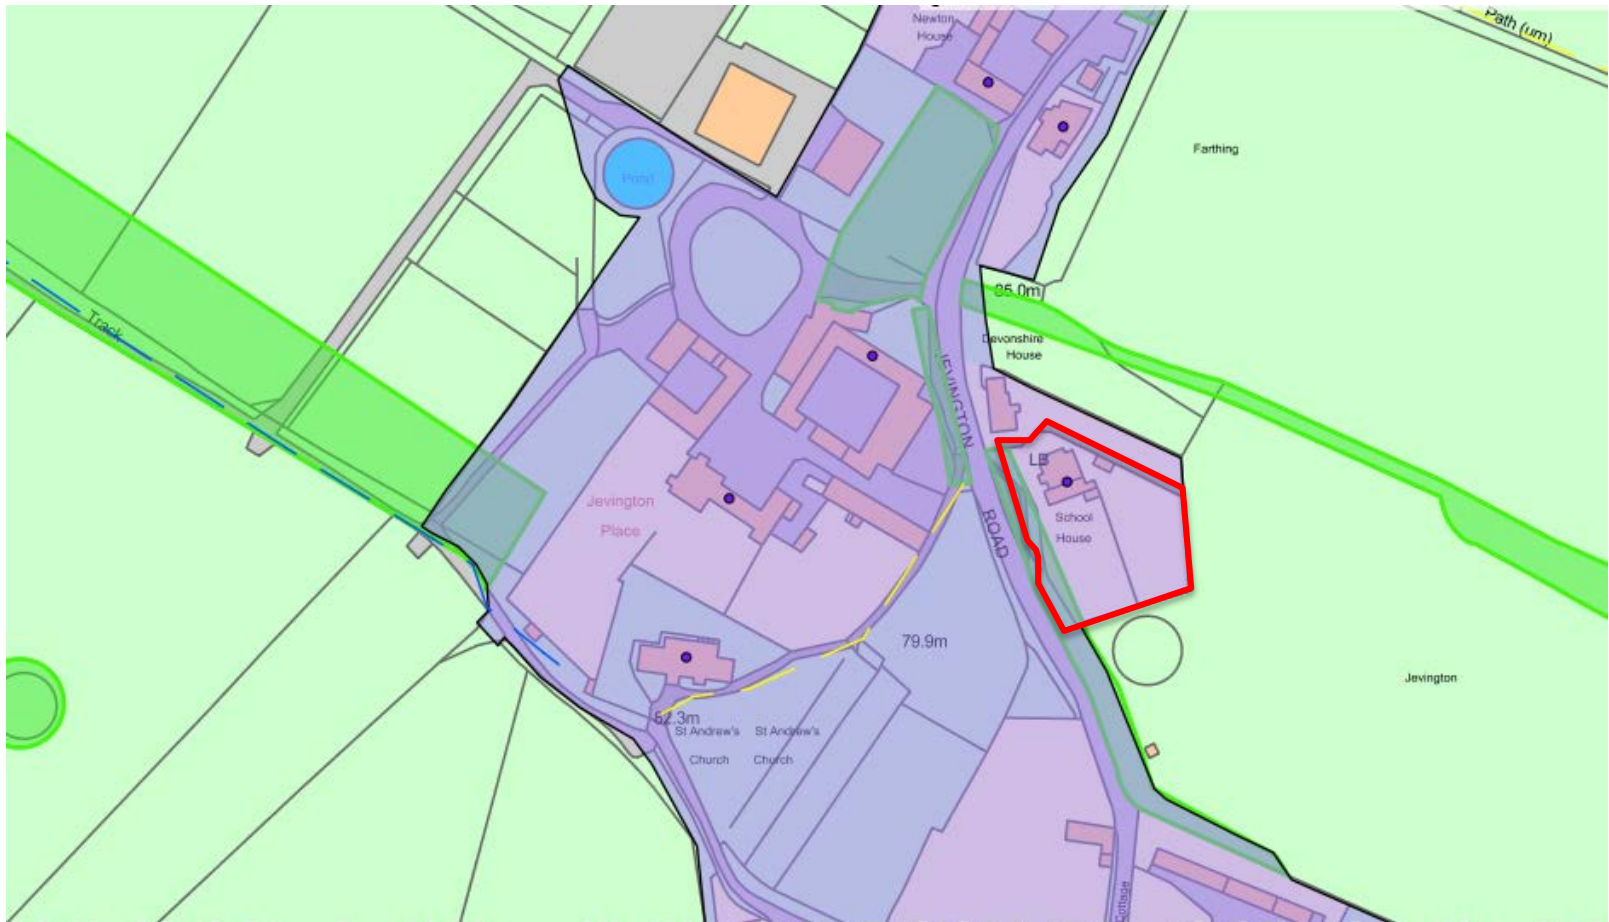 Newton
House
Path (um)
Farthing
Pond
85.0m
Devonshire
House
Track
JEVINGTON
ROAD
LB
School
House
Jevington
Place
79.9m
Jevington
52.3m
St Andrew's
Church
St Andrew's
Church
Cottage